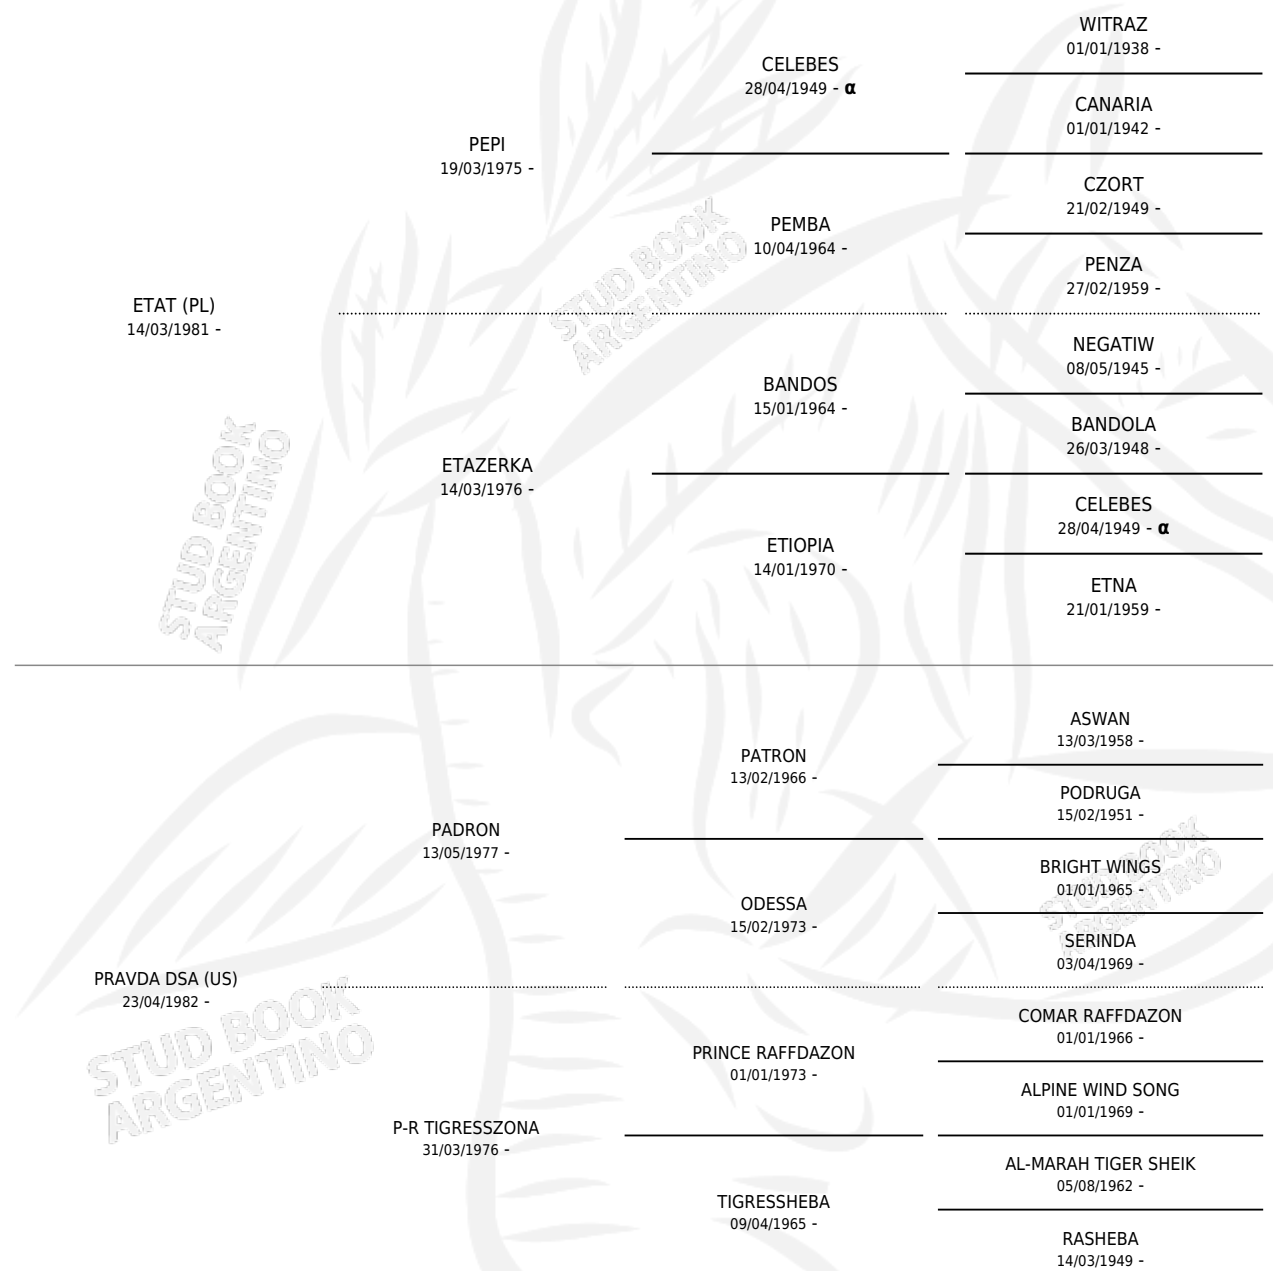 WITRAZ
01/01/1938 -
CELEBES
28/04/1949 - α
CANARIA
01/01/1942 -
PEPI
19/03/1975 -
CZORT
21/02/1949 -
PEMBA
10/04/1964 -
PENZA
27/02/1959 -
ETAT (PL)
14/03/1981 -
NEGATIW
08/05/1945 -
BANDOS
15/01/1964 -
BANDOLA
26/03/1948 -
ETAZERKA
14/03/1976 -
CELEBES
28/04/1949 - α
ETIOPIA
14/01/1970 -
ETNA
21/01/1959 -
ASWAN
13/03/1958 -
PATRON
13/02/1966 -
PODRUGA
15/02/1951 -
PADRON
13/05/1977 -
BRIGHT WINGS
01/01/1965 -
ODESSA
15/02/1973 -
SERINDA
03/04/1969 -
PRAVDA DSA (US)
23/04/1982 -
COMAR RAFFDAZON
01/01/1966 -
PRINCE RAFFDAZON
01/01/1973 -
ALPINE WIND SONG
01/01/1969 -
P-R TIGRESSZONA
31/03/1976 -
AL-MARAH TIGER SHEIK
05/08/1962 -
TIGRESSHEBA
09/04/1965 -
RASHEBA
14/03/1949 -
STUD BOOK
ARGENTINO
STUD BOOK
ARGENTINO
STUD BOOK
ARGENTINO
STUD BOOK
ARGENTINO